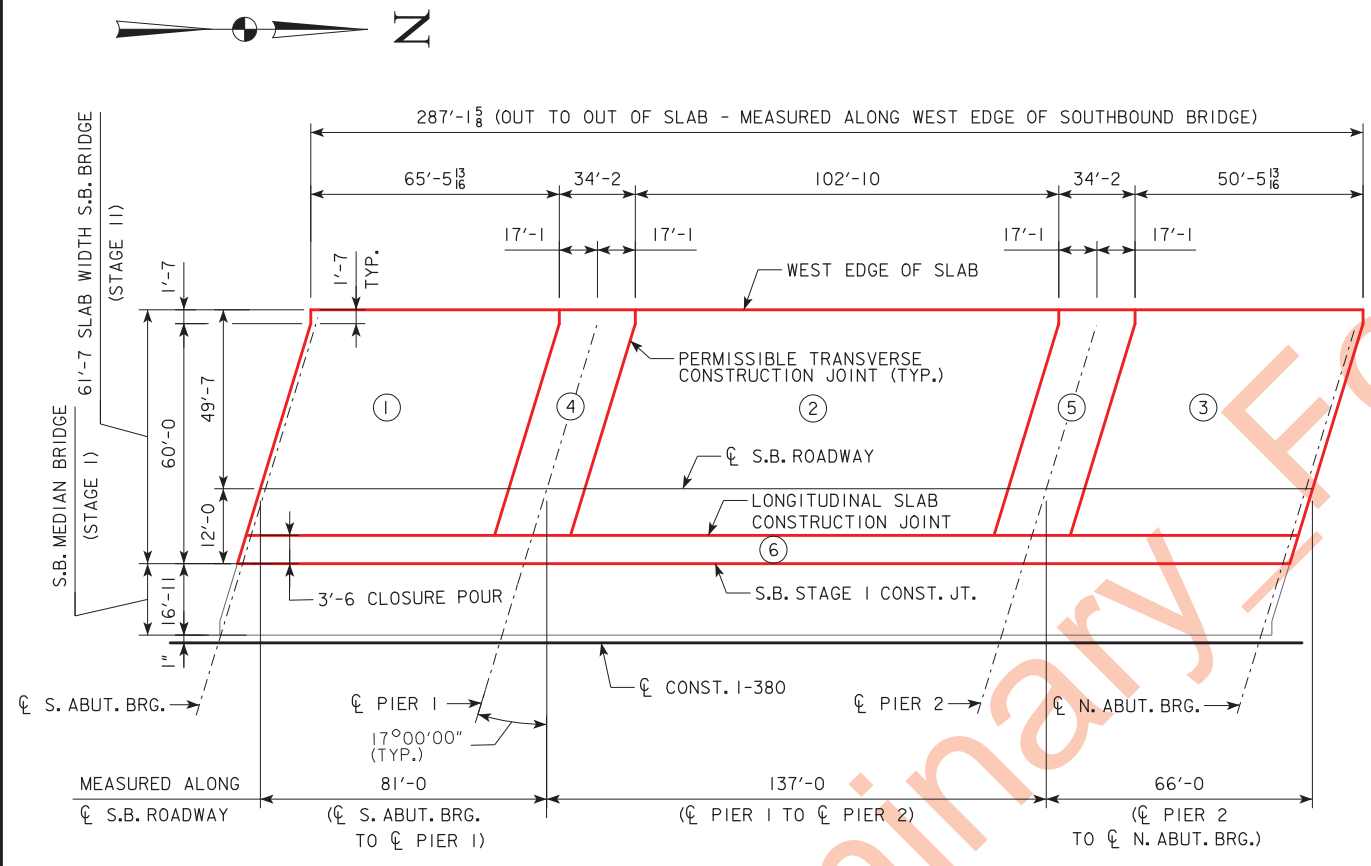 N
287'-1 5/8 (OUT TO OUT OF SLAB - MEASURED ALONG WEST EDGE OF SOUTHBOUND BRIDGE)
65'-5 13/16
34'-2
102'-10
34'-2
50'-5 13/16
17'-1
17'-1
17'-1
17'-1
61'-7 SLAB WIDTH S.B. BRIDGE
(STAGE II)
1'-7
1'-7
TYP.
WEST EDGE OF SLAB
PERMISSIBLE TRANSVERSE
CONSTRUCTION JOINT (TYP.)
49'-7
60'-0
1
4
2
5
3
℄ S.B. ROADWAY
S.B. MEDIAN BRIDGE
(STAGE I)
12'-0
LONGITUDINAL SLAB
CONSTRUCTION JOINT
6
16'-11
3'-6 CLOSURE POUR
S.B. STAGE I CONST. JT.
1"
℄ CONST. I-380
℄ S. ABUT. BRG.
℄ PIER 1
℄ PIER 2
℄ N. ABUT. BRG.
17°00'00"
(TYP.)
MEASURED ALONG
℄ S.B. ROADWAY
81'-0
(℄ S. ABUT. BRG.
TO ℄ PIER 1)
137'-0
(℄ PIER 1 TO ℄ PIER 2)
66'-0
(℄ PIER 2
TO ℄ N. ABUT. BRG.)
inary_Fo